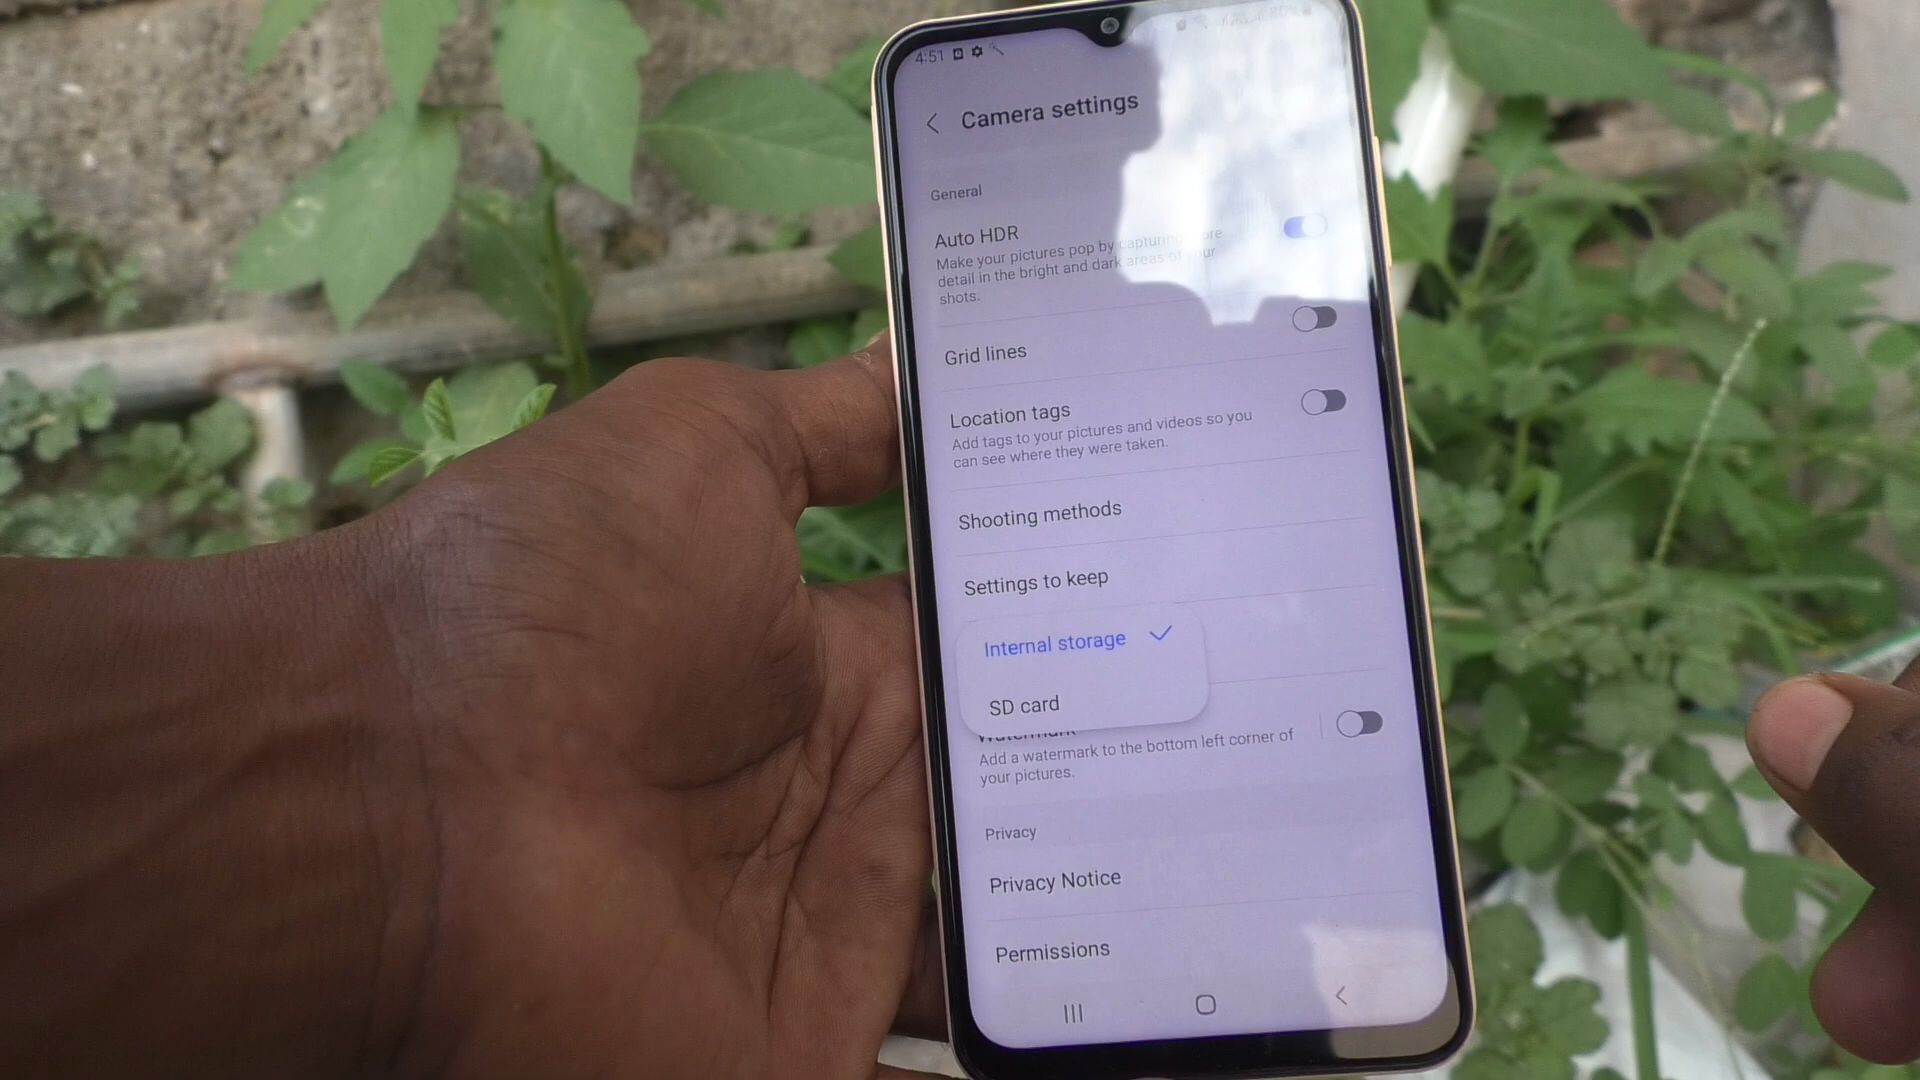 4:51
Camera settings
General
Auto HDR
Make your pictures pop by capturing more
detail in the bright and dark areas of your
shots.
Grid lines
Location tags
Add tags to your pictures and videos so you
can see where they were taken.
Shooting methods
Settings to keep
Internal storage
SD card
Watermark
Add a watermark to the bottom left corner of
your pictures.
Privacy
Privacy Notice
Permissions